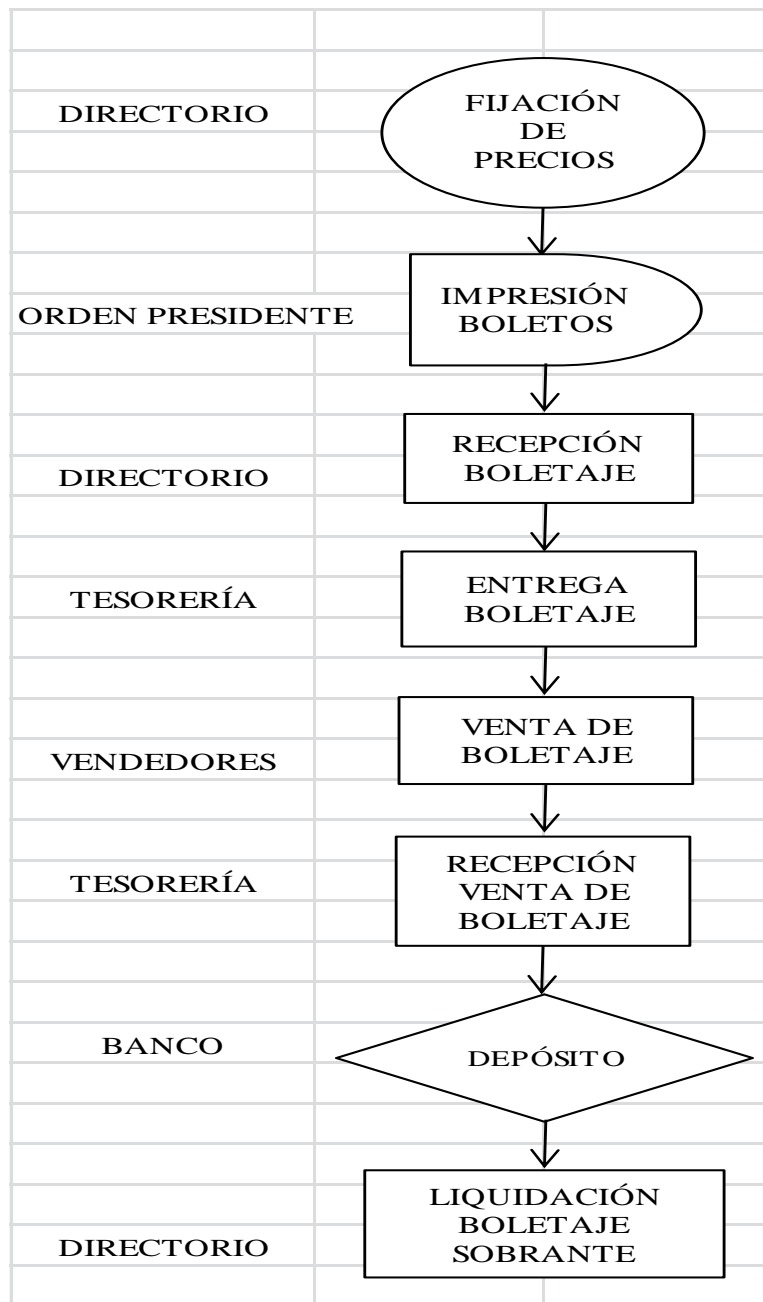 DIRECTORIO
FIJACIÓN
DE
PRECIOS
ORDEN PRESIDENTE
IMPRESIÓN
BOLETOS
DIRECTORIO
RECEPCIÓN
BOLETAJE
TESORERÍA
ENTREGA
BOLETAJE
VENDEDORES
VENTA DE
BOLETAJE
TESORERÍA
RECEPCIÓN
VENTA DE
BOLETAJE
BANCO
DEPÓSITO
DIRECTORIO
LIQUIDACIÓN
BOLETAJE
SOBRANTE